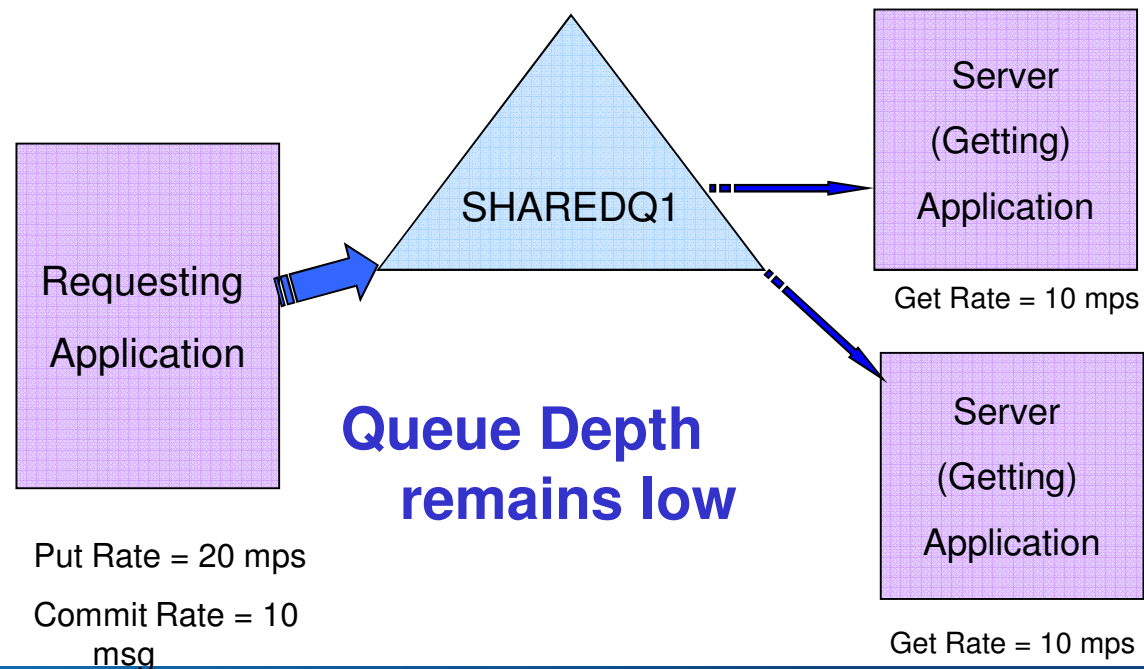 Requesting
Application
Put Rate = 20 mps
Commit Rate = 10
msg
SHAREDQ1
Queue Depth
remains low
Server
(Getting)
Application
Get Rate = 10 mps
Server
(Getting)
Application
Get Rate = 10 mps